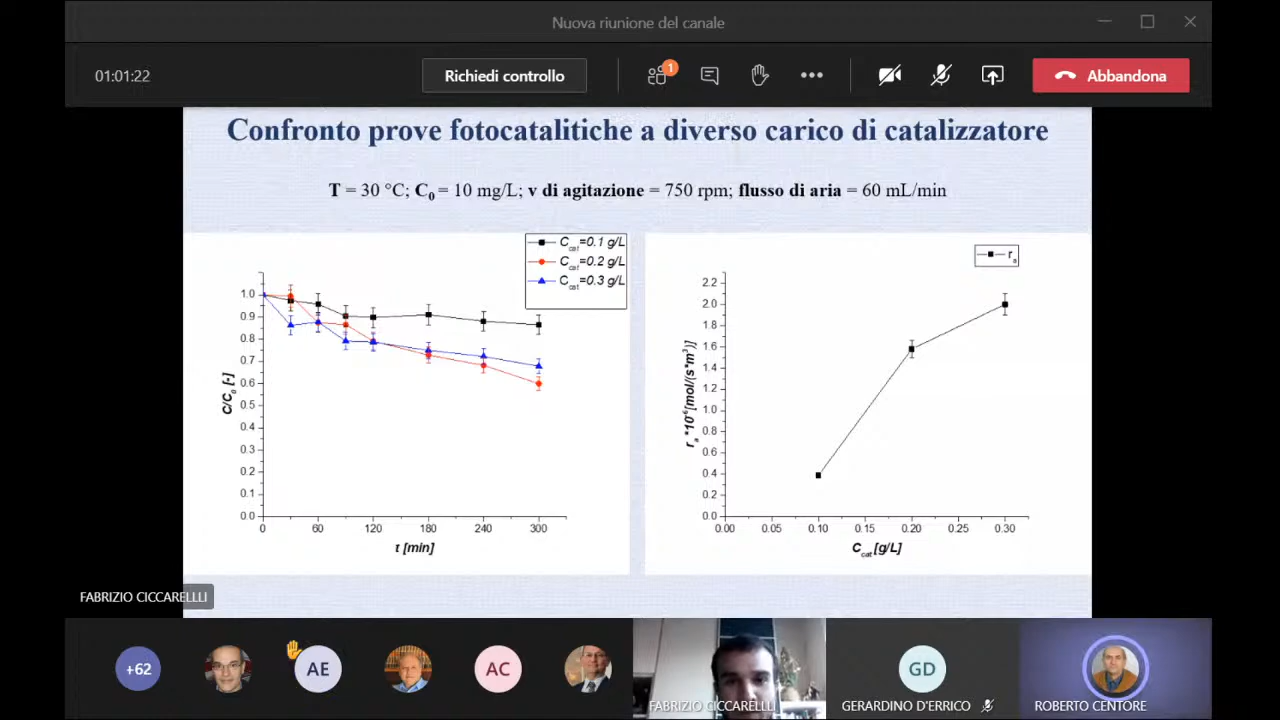 Nuova riunione del canale
01:01:22
Richiedi controllo
1
Abbandona
Confronto prove fotocatalitiche a diverso carico di catalizzatore
T = 30 °C; C0 = 10 mg/L; v di agitazione = 750 rpm; flusso di aria = 60 mL/min
Ccat=0.1 g/L
Ccat=0.2 g/L
Ccat=0.3 g/L
1.0
0.9
0.8
0.7
0.6
0.5
0.4
0.3
0.2
0.1
0.0
C/C0 [-]
0 60 120 180 240 300
t [min]
ra
2.2
2.0
1.8
1.6
1.4
1.2
1.0
0.8
0.6
0.4
0.2
0.0
ra*10-6[mol/(s*m3)]
0.00 0.05 0.10 0.15 0.20 0.25 0.30
Ccat [g/L]
FABRIZIO CICCARELLLI
+62
AE
AC
FABRIZIO CICCARELLLI
GD
GERARDINO D'ERRICO
ROBERTO CENTORE